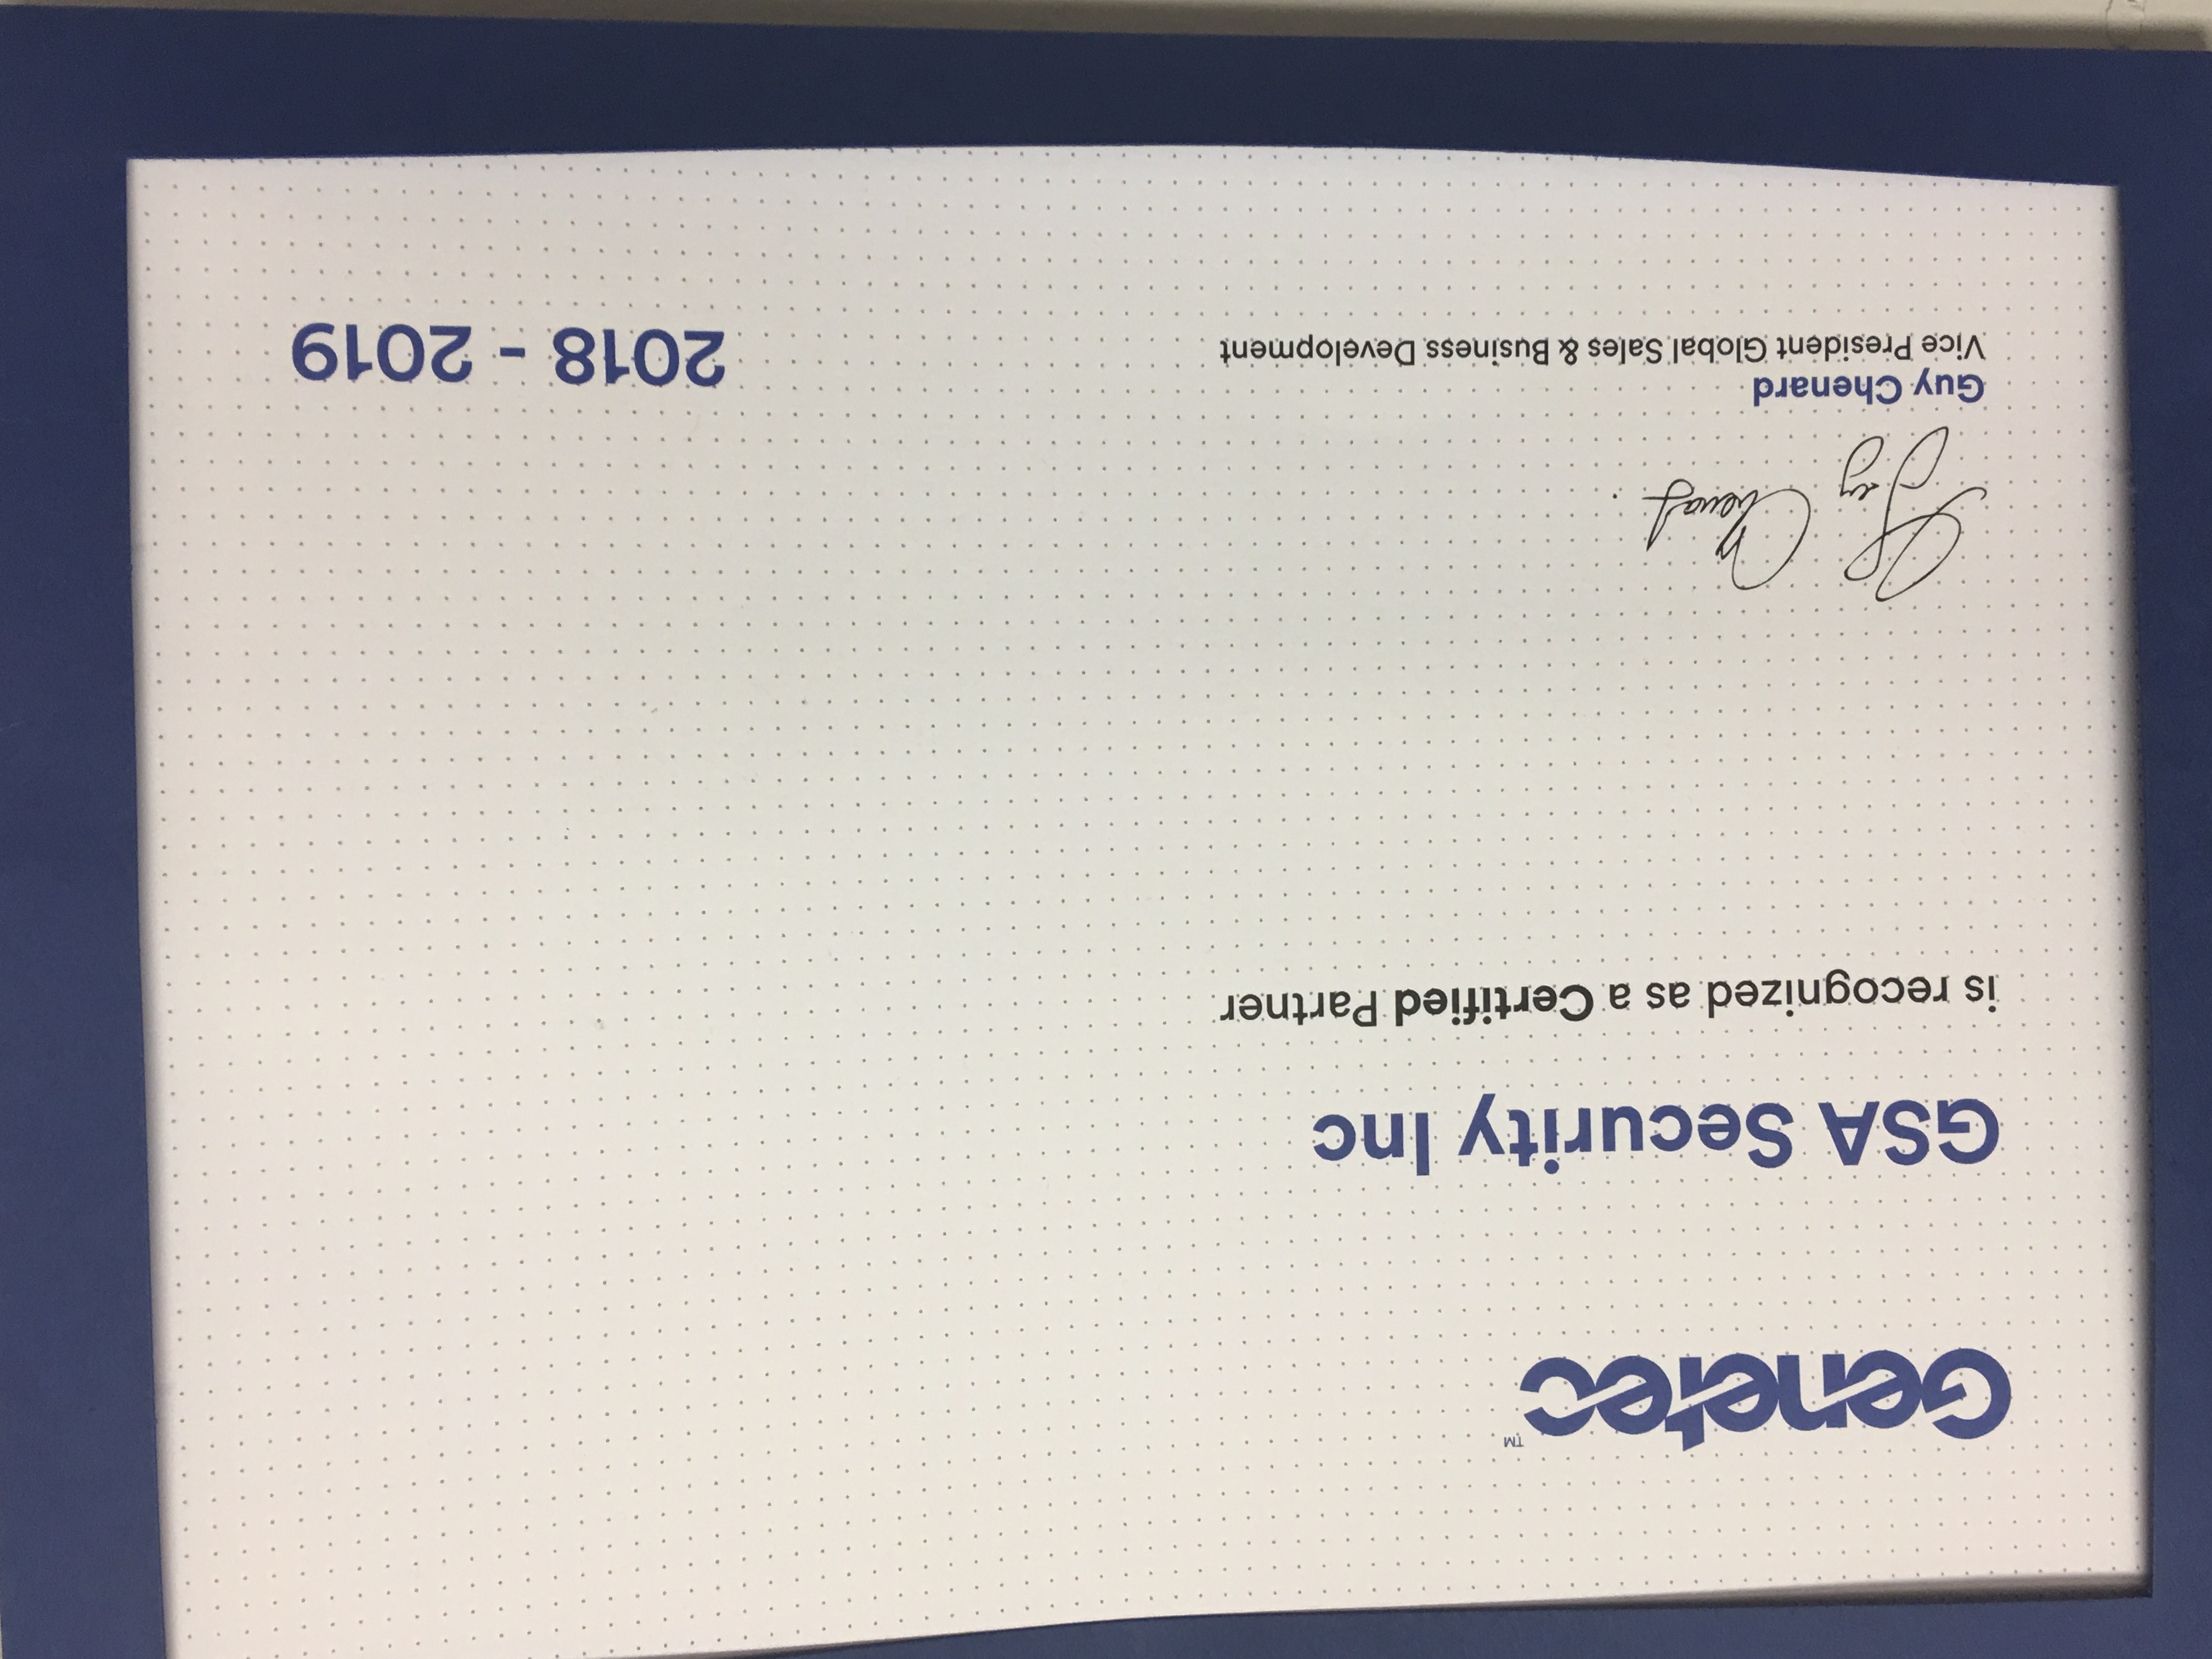 Genetec™
GSA Security Inc
is recognized as a Certified Partner
Guy Chenard.
Guy Chenard
Vice President Global Sales & Business Development
2018 - 2019